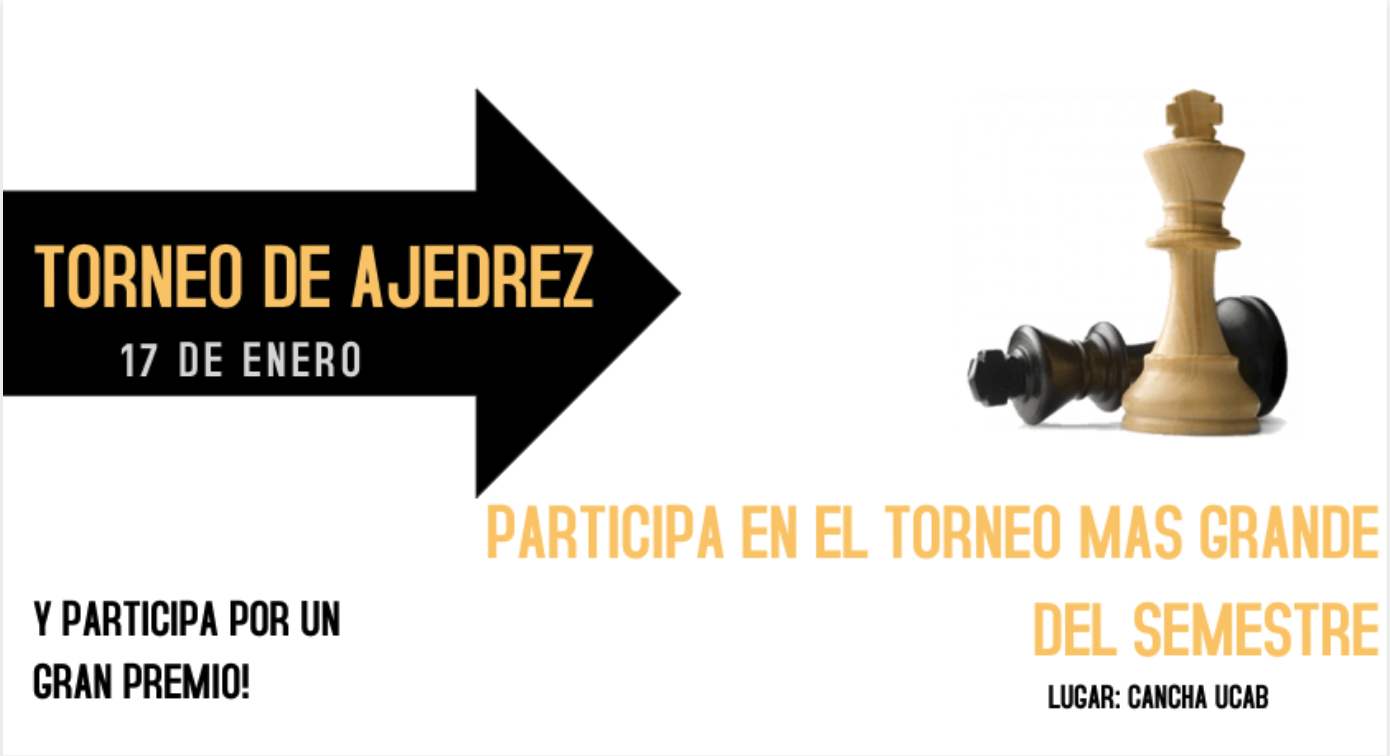 TORNEO DE AJEDREZ
17 DE ENERO
PARTICIPA EN EL TORNEO MAS GRANDE
DEL SEMESTRE
Y PARTICIPA POR UN
GRAN PREMIO!
LUGAR: CANCHA UCAB